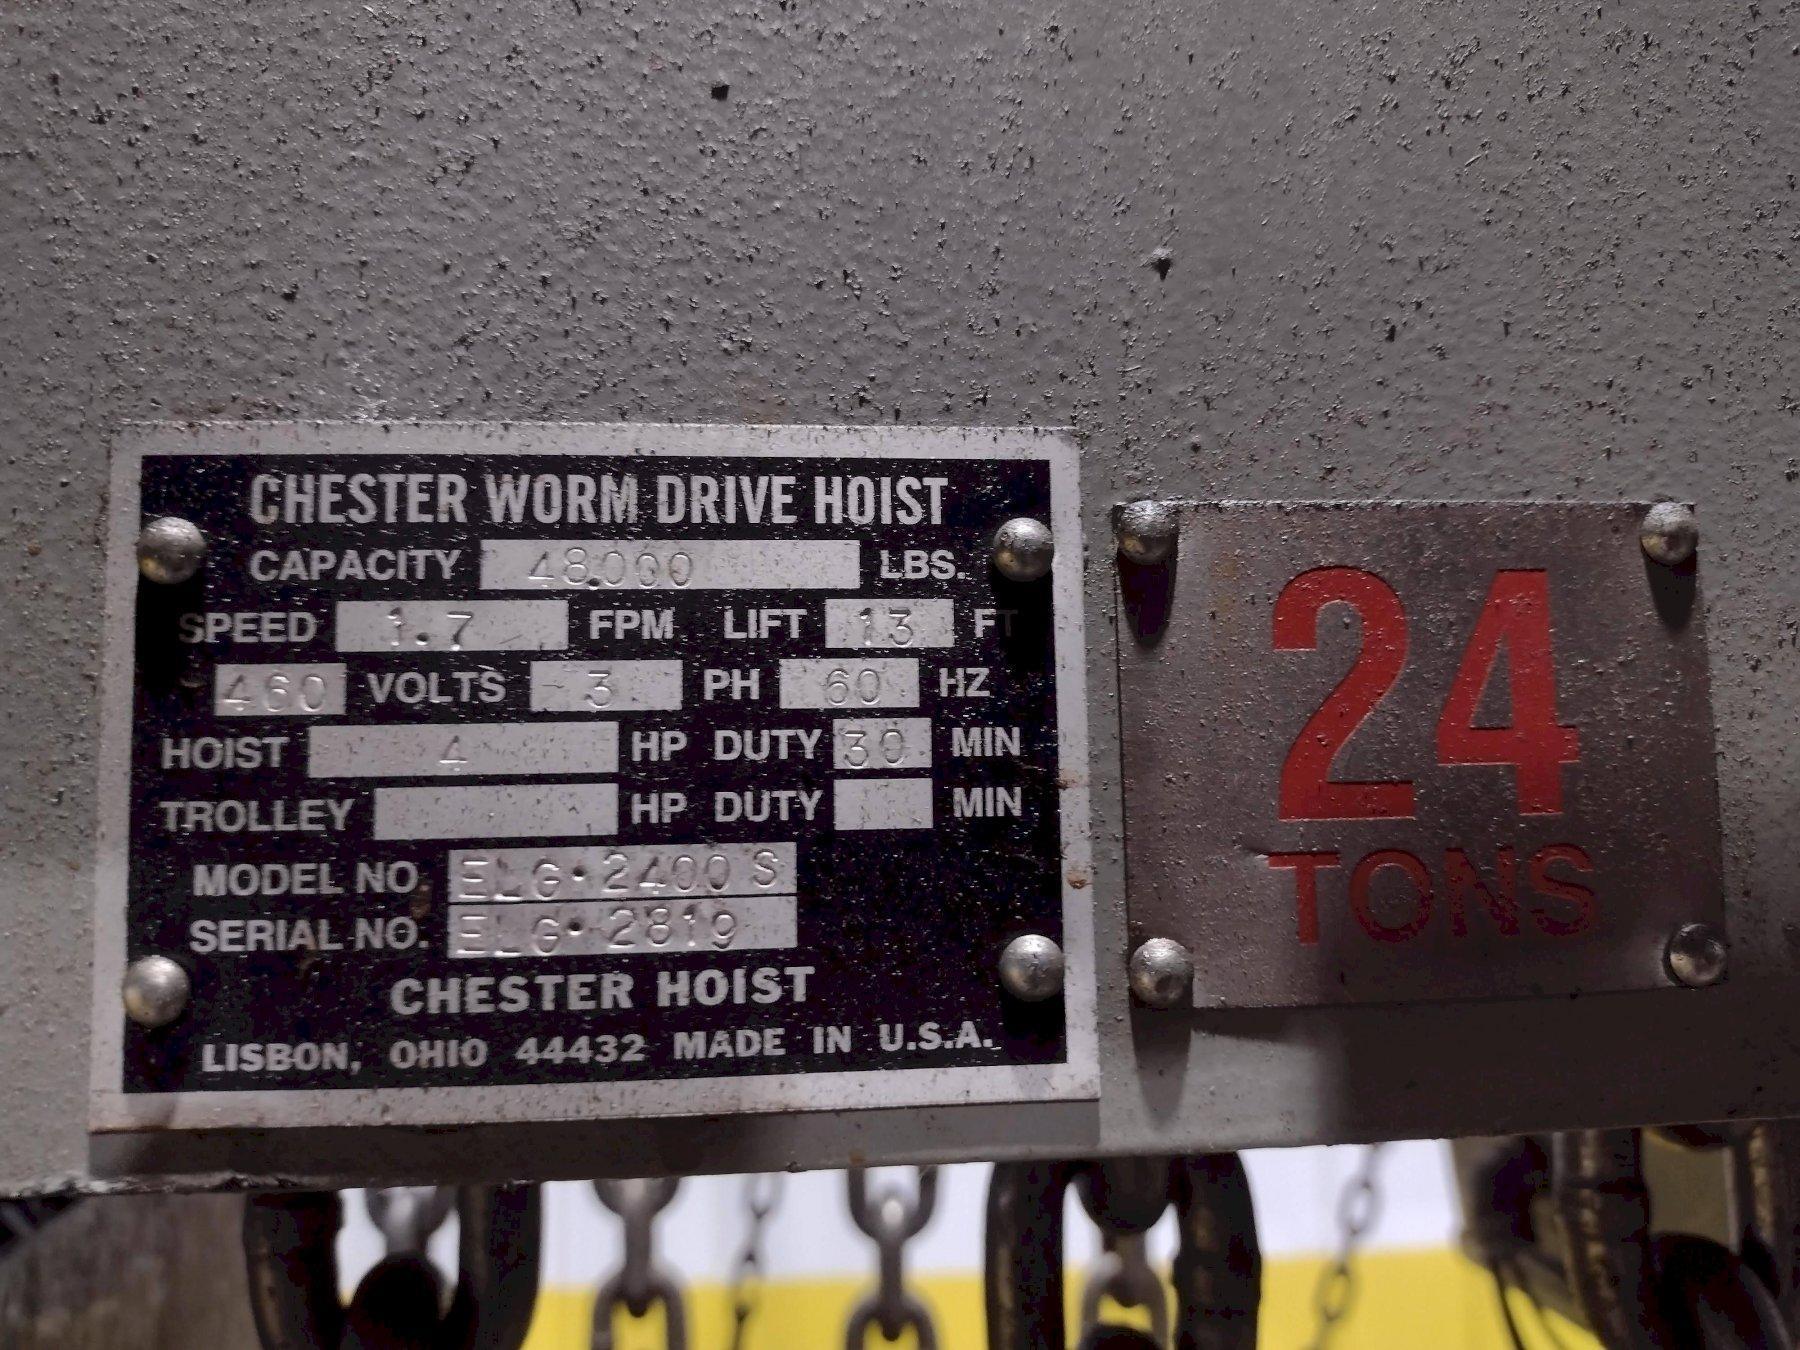 CHESTER WORM DRIVE HOIST
CAPACITY 48000 LBS.
SPEED 1.7 FPM LIFT 13 FT
460 VOLTS 3 PH 60 HZ
HOIST 4 HP DUTY 30 MIN
TROLLEY HP DUTY MIN
MODEL NO. ELG•2400 S
SERIAL NO. ELG•2819
CHESTER HOIST
LISBON, OHIO 44432 MADE IN U.S.A.
24
TONS